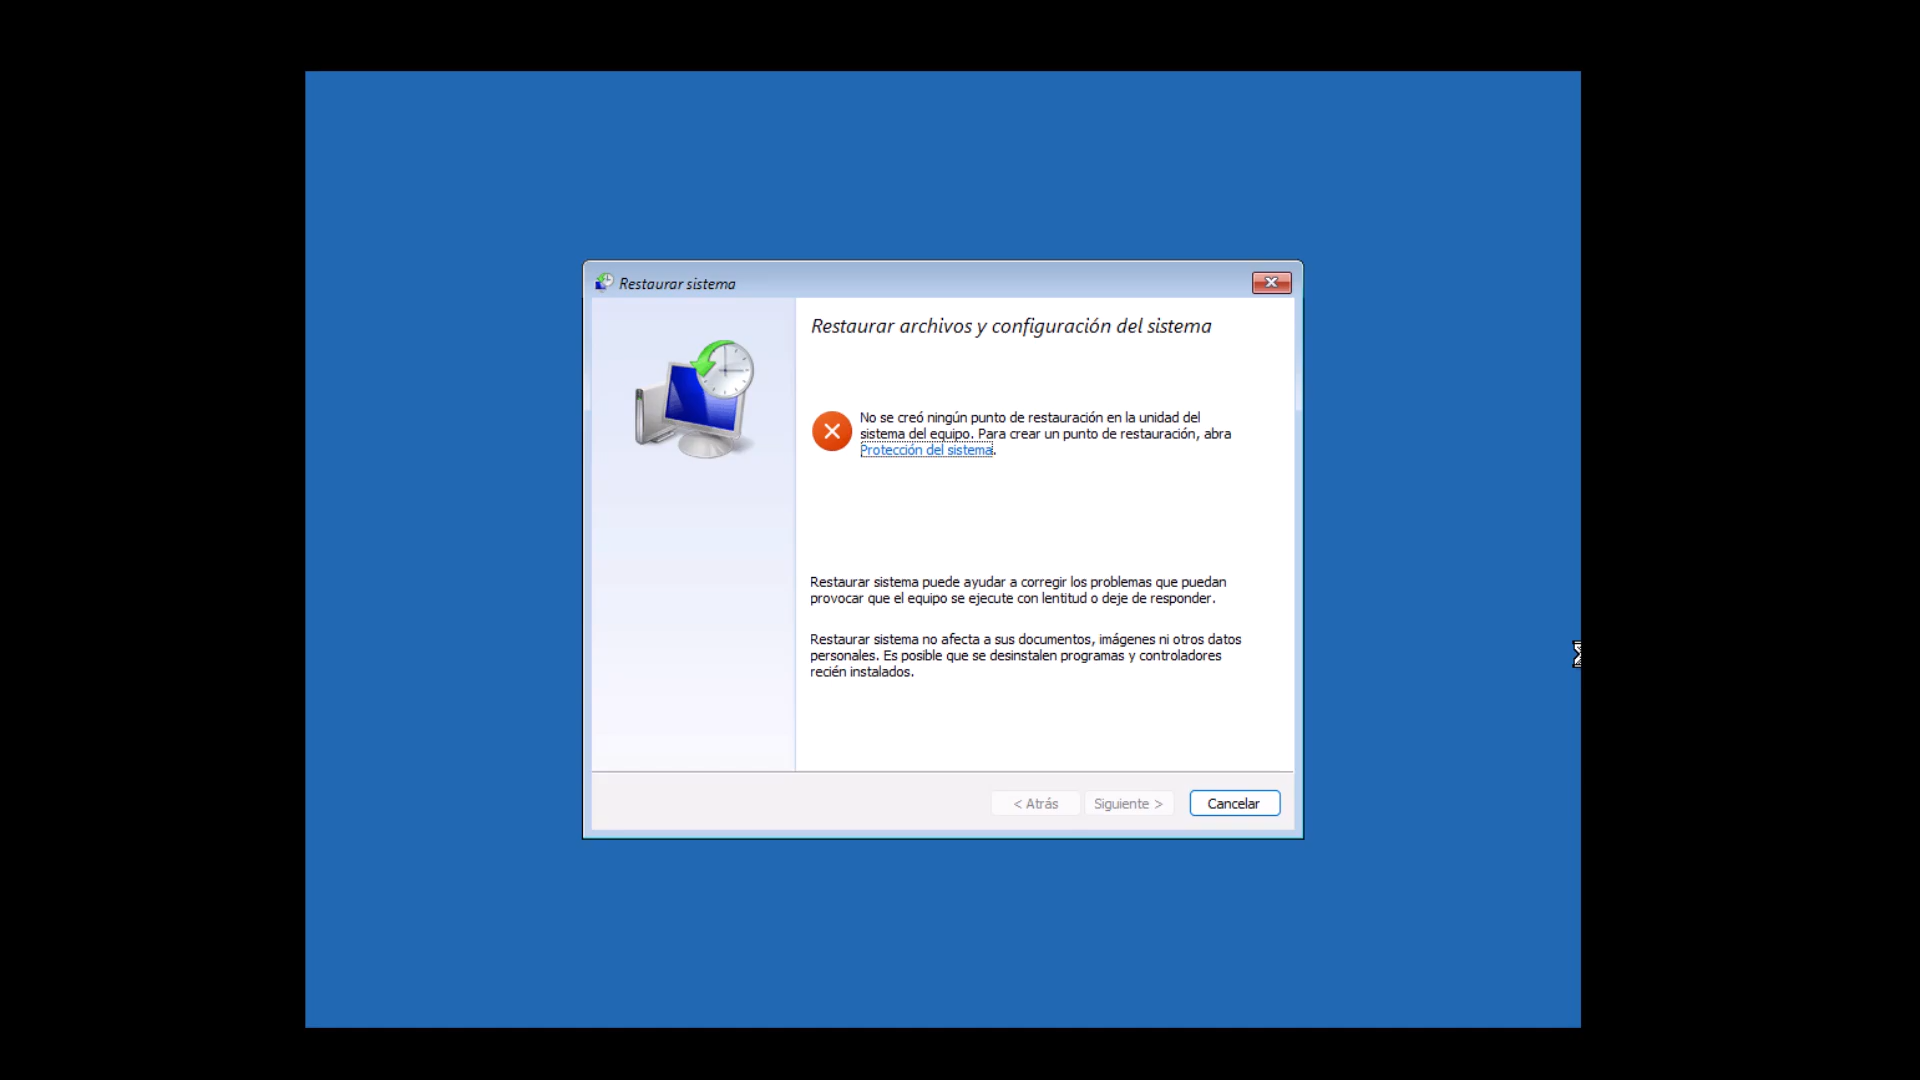 Restaurar sistema
Restaurar archivos y configuración del sistema
No se creó ningún punto de restauración en la unidad del
sistema del equipo. Para crear un punto de restauración, abra
Protección del sistema.
Restaurar sistema puede ayudar a corregir los problemas que puedan
provocar que el equipo se ejecute con lentitud o deje de responder.
Restaurar sistema no afecta a sus documentos, imágenes ni otros datos
personales. Es posible que se desinstalen programas y controladores
recién instalados.
< Atrás
Siguiente >
Cancelar